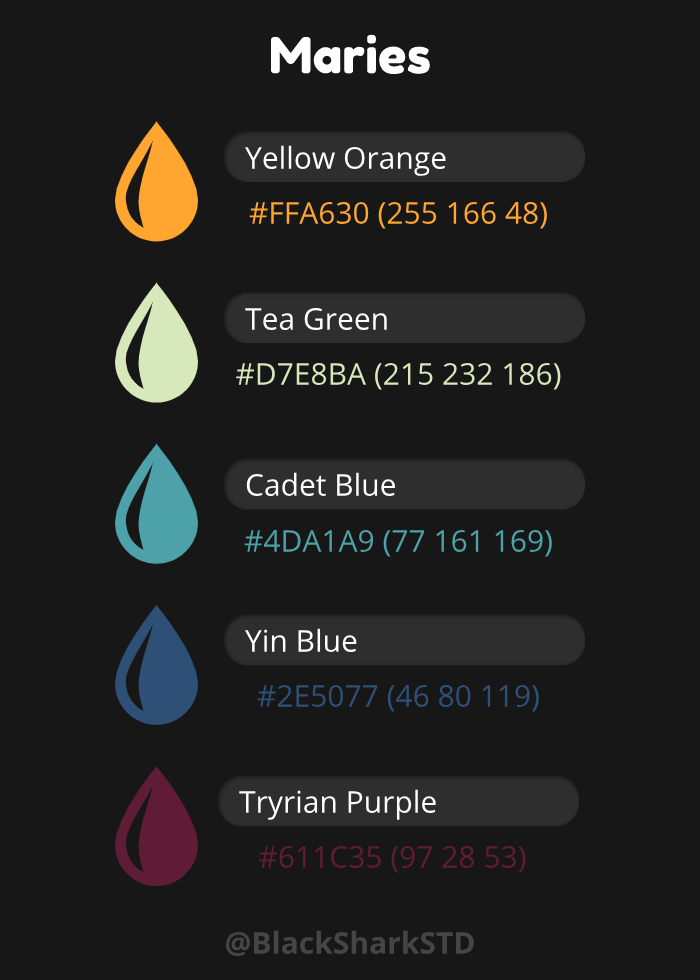 Maries
Yellow Orange
#FFA630 (255 166 48)
Tea Green
#D7E8BA (215 232 186)
Cadet Blue
#4DA1A9 (77 161 169)
Yin Blue
#2E5077 (46 80 119)
Tryrian Purple
#611C35 (97 28 53)
@BlackSharkSTD